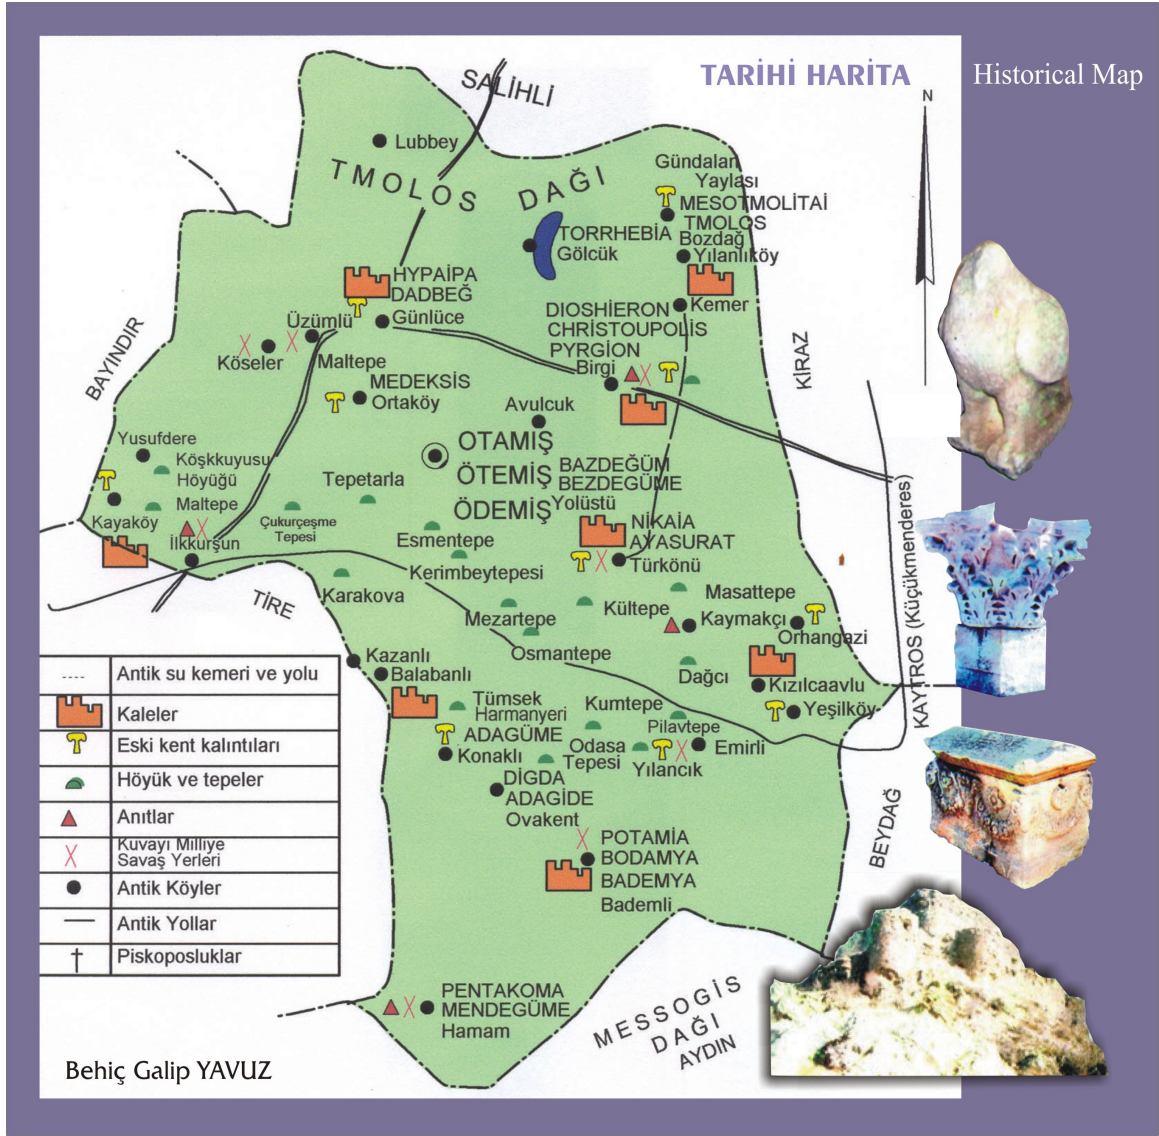 TARİHİ HARİTA
Historical Map
N
SALİHLİ
Lubbey
TMOLOS DAĞI
Gündalan
Yaylası
MESOTMOLITAİ
TMOLOS
Bozdağ
Yılanlıköy
TORRHEBİA
Gölcük
HYPAİPA
DADBEĞ
Günlüce
Kemer
DIOSHİERON
CHRİSTOUPOLİS
PYRGİON
Birgi
Üzümlü
Köseler
Maltepe
BAYINDIR
KİRAZ
MEDEKSİS
Ortaköy
Avulcuk
Yusufdere
Köşkkuyusu
Höyüğü
Maltepe
Kayaköy
İlkkurşun
Çukurçeşme
Tepesi
Tepetarla
OTAMIŞ
ÖTEMİŞ
ÖDEMİŞ
BAZDEĞÜM
BEZDEGÜME
Yolüstü
NİKAİA
AYASURAT
Türkönü
Esmentepe
Kerimbeytepesi
Karakova
TİRE
Mezartepe
Osmantepe
Kültepe
Masattepe
Kaymakçı
Orhangazi
Dağcı
Kızılcaavlu
Yeşilköy
KAYTROS (Küçükmenderes)
Kazanlı
Balabanlı
Tümsek
Harmanyeri
ADAGÜME
Konaklı
Kumtepe
Pilavtepe
Odasa
Tepesi
Yılancık
Emirli
DİGDA
ADAGİDE
Ovakent
BEYDAĞ
POTAMİA
BODAMYA
BADEMYA
Bademli
PENTAKOMA
MENDEGÜME
Hamam
MESSOGİS
DAĞI
AYDIN
Antik su kemeri ve yolu
Kaleler
Eski kent kalıntıları
Höyük ve tepeler
Anıtlar
Kuvayı Milliye
Savaş Yerleri
Antik Köyler
Antik Yollar
Piskoposluklar
Behiç Galip YAVUZ